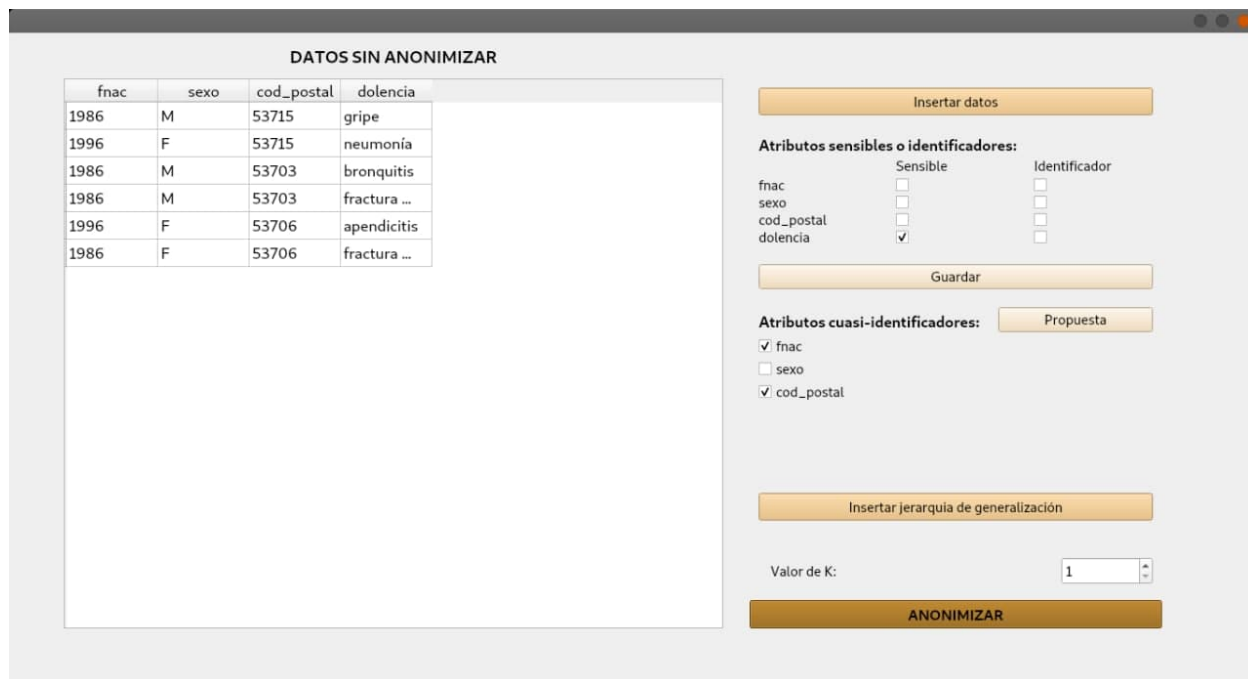 DATOS SIN ANONIMIZAR
fnac sexo cod_postal dolencia
1986 M 53715 gripe
1996 F 53715 neumonía
1986 M 53703 bronquitis
1986 M 53703 fractura ...
1996 F 53706 apendicitis
1986 F 53706 fractura ...
Insertar datos
Atributos sensibles o identificadores:
Sensible Identificador
fnac
sexo
cod_postal
dolencia
Guardar
Atributos cuasi-identificadores: Propuesta
fnac
sexo
cod_postal
Insertar jerarquia de generalización
Valor de K: 1
ANONIMIZAR